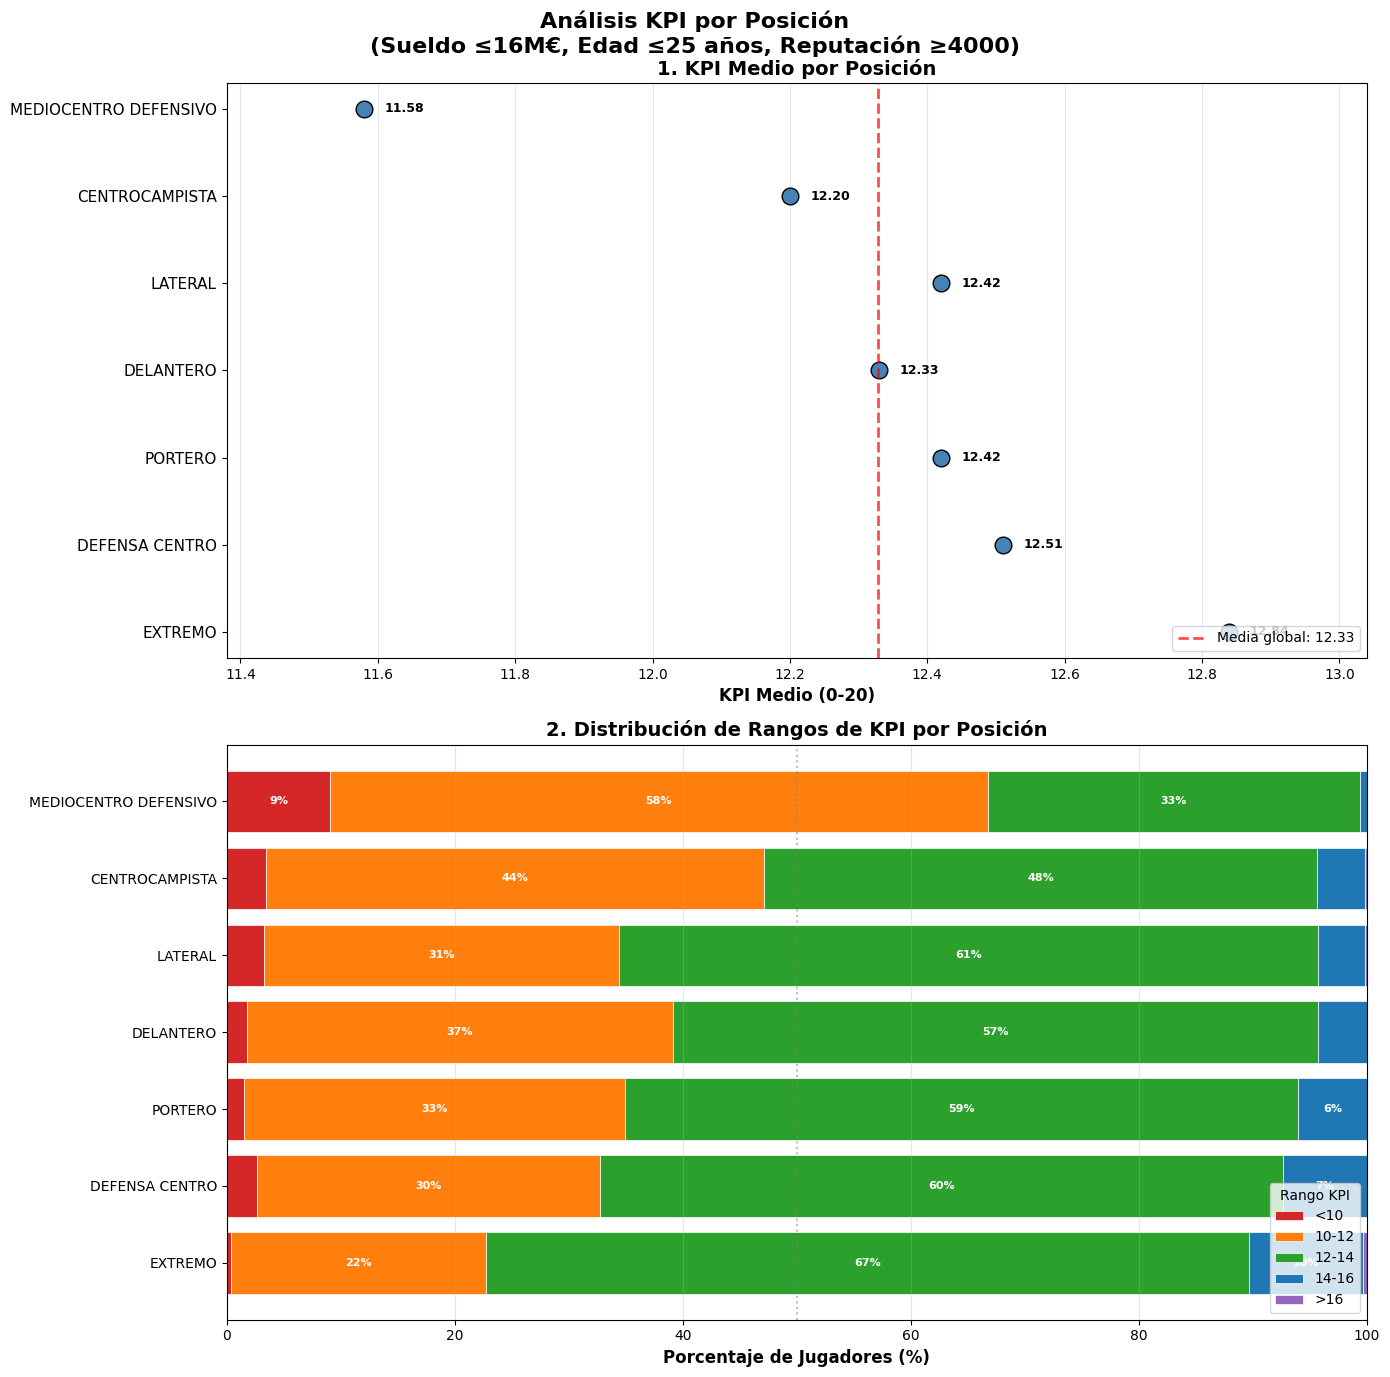 Análisis KPI por Posición
(Sueldo ≤16M€, Edad ≤25 años, Reputación ≥4000)
1. KPI Medio por Posición
MEDIOCENTRO DEFENSIVO
11.58
CENTROCAMPISTA
12.20
LATERAL
12.42
DELANTERO
12.33
PORTERO
12.42
DEFENSA CENTRO
12.51
EXTREMO
12.84
Media global: 12.33
11.4 11.6 11.8 12.0 12.2 12.4 12.6 12.8 13.0
KPI Medio (0-20)
2. Distribución de Rangos de KPI por Posición
MEDIOCENTRO DEFENSIVO 9% 58% 33%
CENTROCAMPISTA 44% 48%
LATERAL 31% 61%
DELANTERO 37% 57%
PORTERO 33% 59% 6%
DEFENSA CENTRO 30% 60% 7%
EXTREMO 22% 67%
Rango KPI
<10
10-12
12-14
14-16
>16
0 20 40 60 80 100
Porcentaje de Jugadores (%)